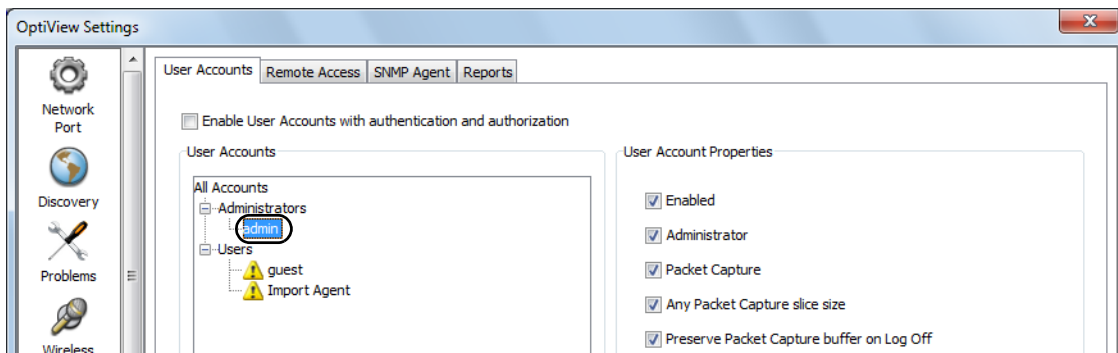 OptiView Settings
Network
Port
Discovery
Problems
Wireless
User Accounts
Remote Access
SNMP Agent
Reports
Enable User Accounts with authentication and authorization
User Accounts
All Accounts
Administrators
admin
Users
guest
Import Agent
User Account Properties
Enabled
Administrator
Packet Capture
Any Packet Capture slice size
Preserve Packet Capture buffer on Log Off